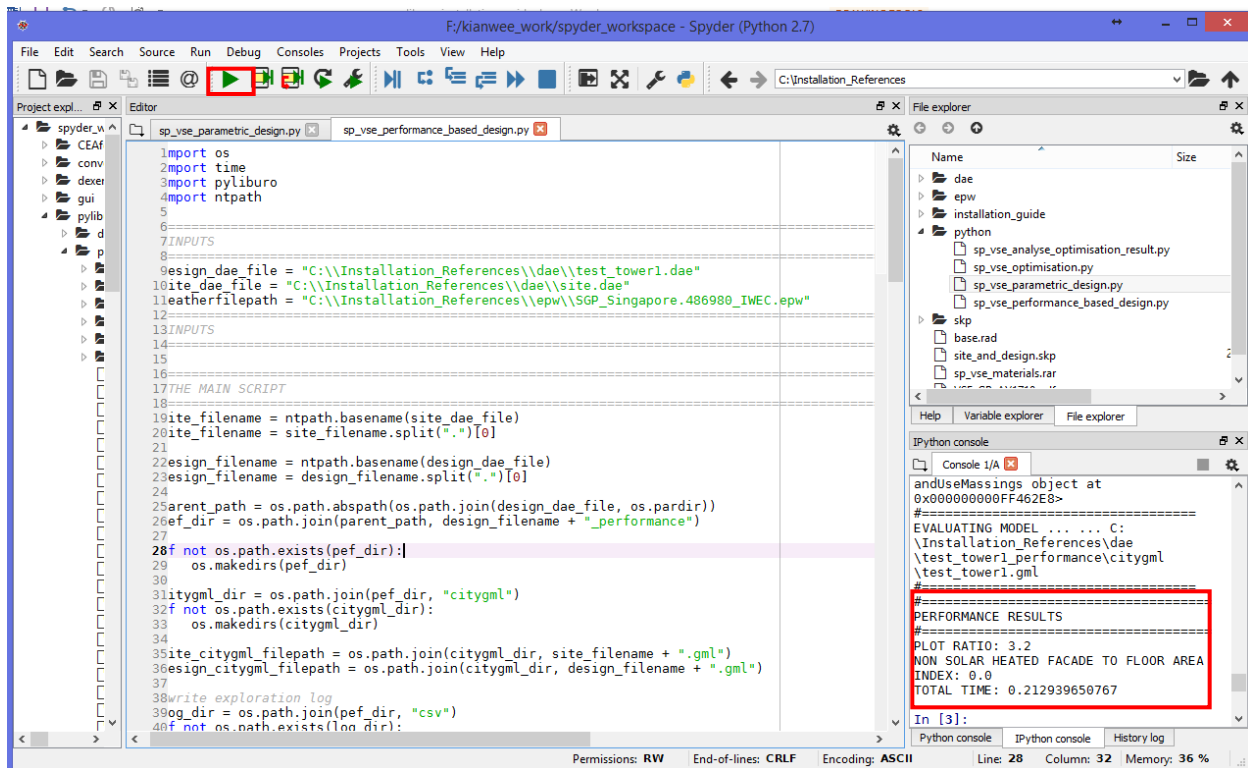 F:/kianwee_work/spyder_workspace - Spyder (Python 2.7)
File Edit Search Source Run Debug Consoles Projects Tools View Help
C:\Installation_References
Project expl...
spyder_w
CEAf
conv
dexer
gui
pylib
d
p
Editor
sp_vse_parametric_design.py
sp_vse_performance_based_design.py
1mport os
2mport time
3mport pyliburo
4mport ntpath
5
6=====================================================================
7INPUTS
8=====================================================================
9esign_dae_file = "C:\\Installation_References\\dae\\test_tower1.dae"
10ite_dae_file = "C:\\Installation_References\\dae\\site.dae"
11eatherfilepath = "C:\\Installation_References\\epw\\SGP_Singapore.486980_IWEC.epw"
12=====================================================================
13INPUTS
14=====================================================================
15
16=====================================================================
17THE MAIN SCRIPT
18=====================================================================
19ite_filename = ntpath.basename(site_dae_file)
20ite_filename = site_filename.split(".")[0]
21
22esign_filename = ntpath.basename(design_dae_file)
23esign_filename = design_filename.split(".")[0]
24
25arent_path = os.path.abspath(os.path.join(design_dae_file, os.pardir))
26ef_dir = os.path.join(parent_path, design_filename + "_performance")
27
28f not os.path.exists(pef_dir):
29 os.makedirs(pef_dir)
30
31itygml_dir = os.path.join(pef_dir, "citygml")
32f not os.path.exists(citygml_dir):
33 os.makedirs(citygml_dir)
34
35ite_citygml_filepath = os.path.join(citygml_dir, site_filename + ".gml")
36esign_citygml_filepath = os.path.join(citygml_dir, design_filename + ".gml")
37
38write exploration log
39og_dir = os.path.join(pef_dir, "csv")
40f not os.path.exists(log_dir):
File explorer
Name Size
dae
epw
installation_guide
python
sp_vse_analyse_optimisation_result.py
sp_vse_optimisation.py
sp_vse_parametric_design.py
sp_vse_performance_based_design.py
skp
base.rad
site_and_design.skp
sp_vse_materials.rar
Help Variable explorer File explorer
IPython console
Console 1/A
andUseMassings object at
0x000000000FF462E8>
#===================================
EVALUATING MODEL ... ... C:
\Installation_References\dae
\test_tower1_performance\citygml
\test_tower1.gml
#===================================
#=====================================
PERFORMANCE RESULTS
#=====================================
PLOT RATIO: 3.2
NON SOLAR HEATED FACADE TO FLOOR AREA
INDEX: 0.0
TOTAL TIME: 0.212939650767
In [3]:
Python console IPython console History log
Permissions: RW End-of-lines: CRLF Encoding: ASCII Line: 28 Column: 32 Memory: 36 %